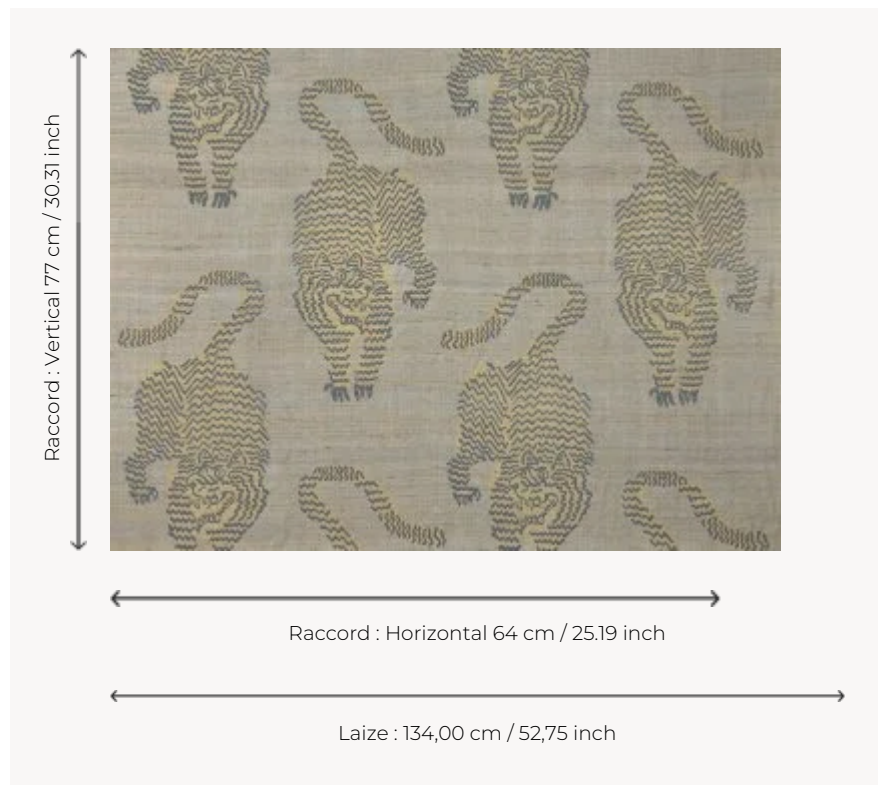 Raccord : Vertical 77 cm / 30.31 inch
Raccord : Horizontal 64 cm / 25.19 inch
Laize : 134,00 cm / 52,75 inch